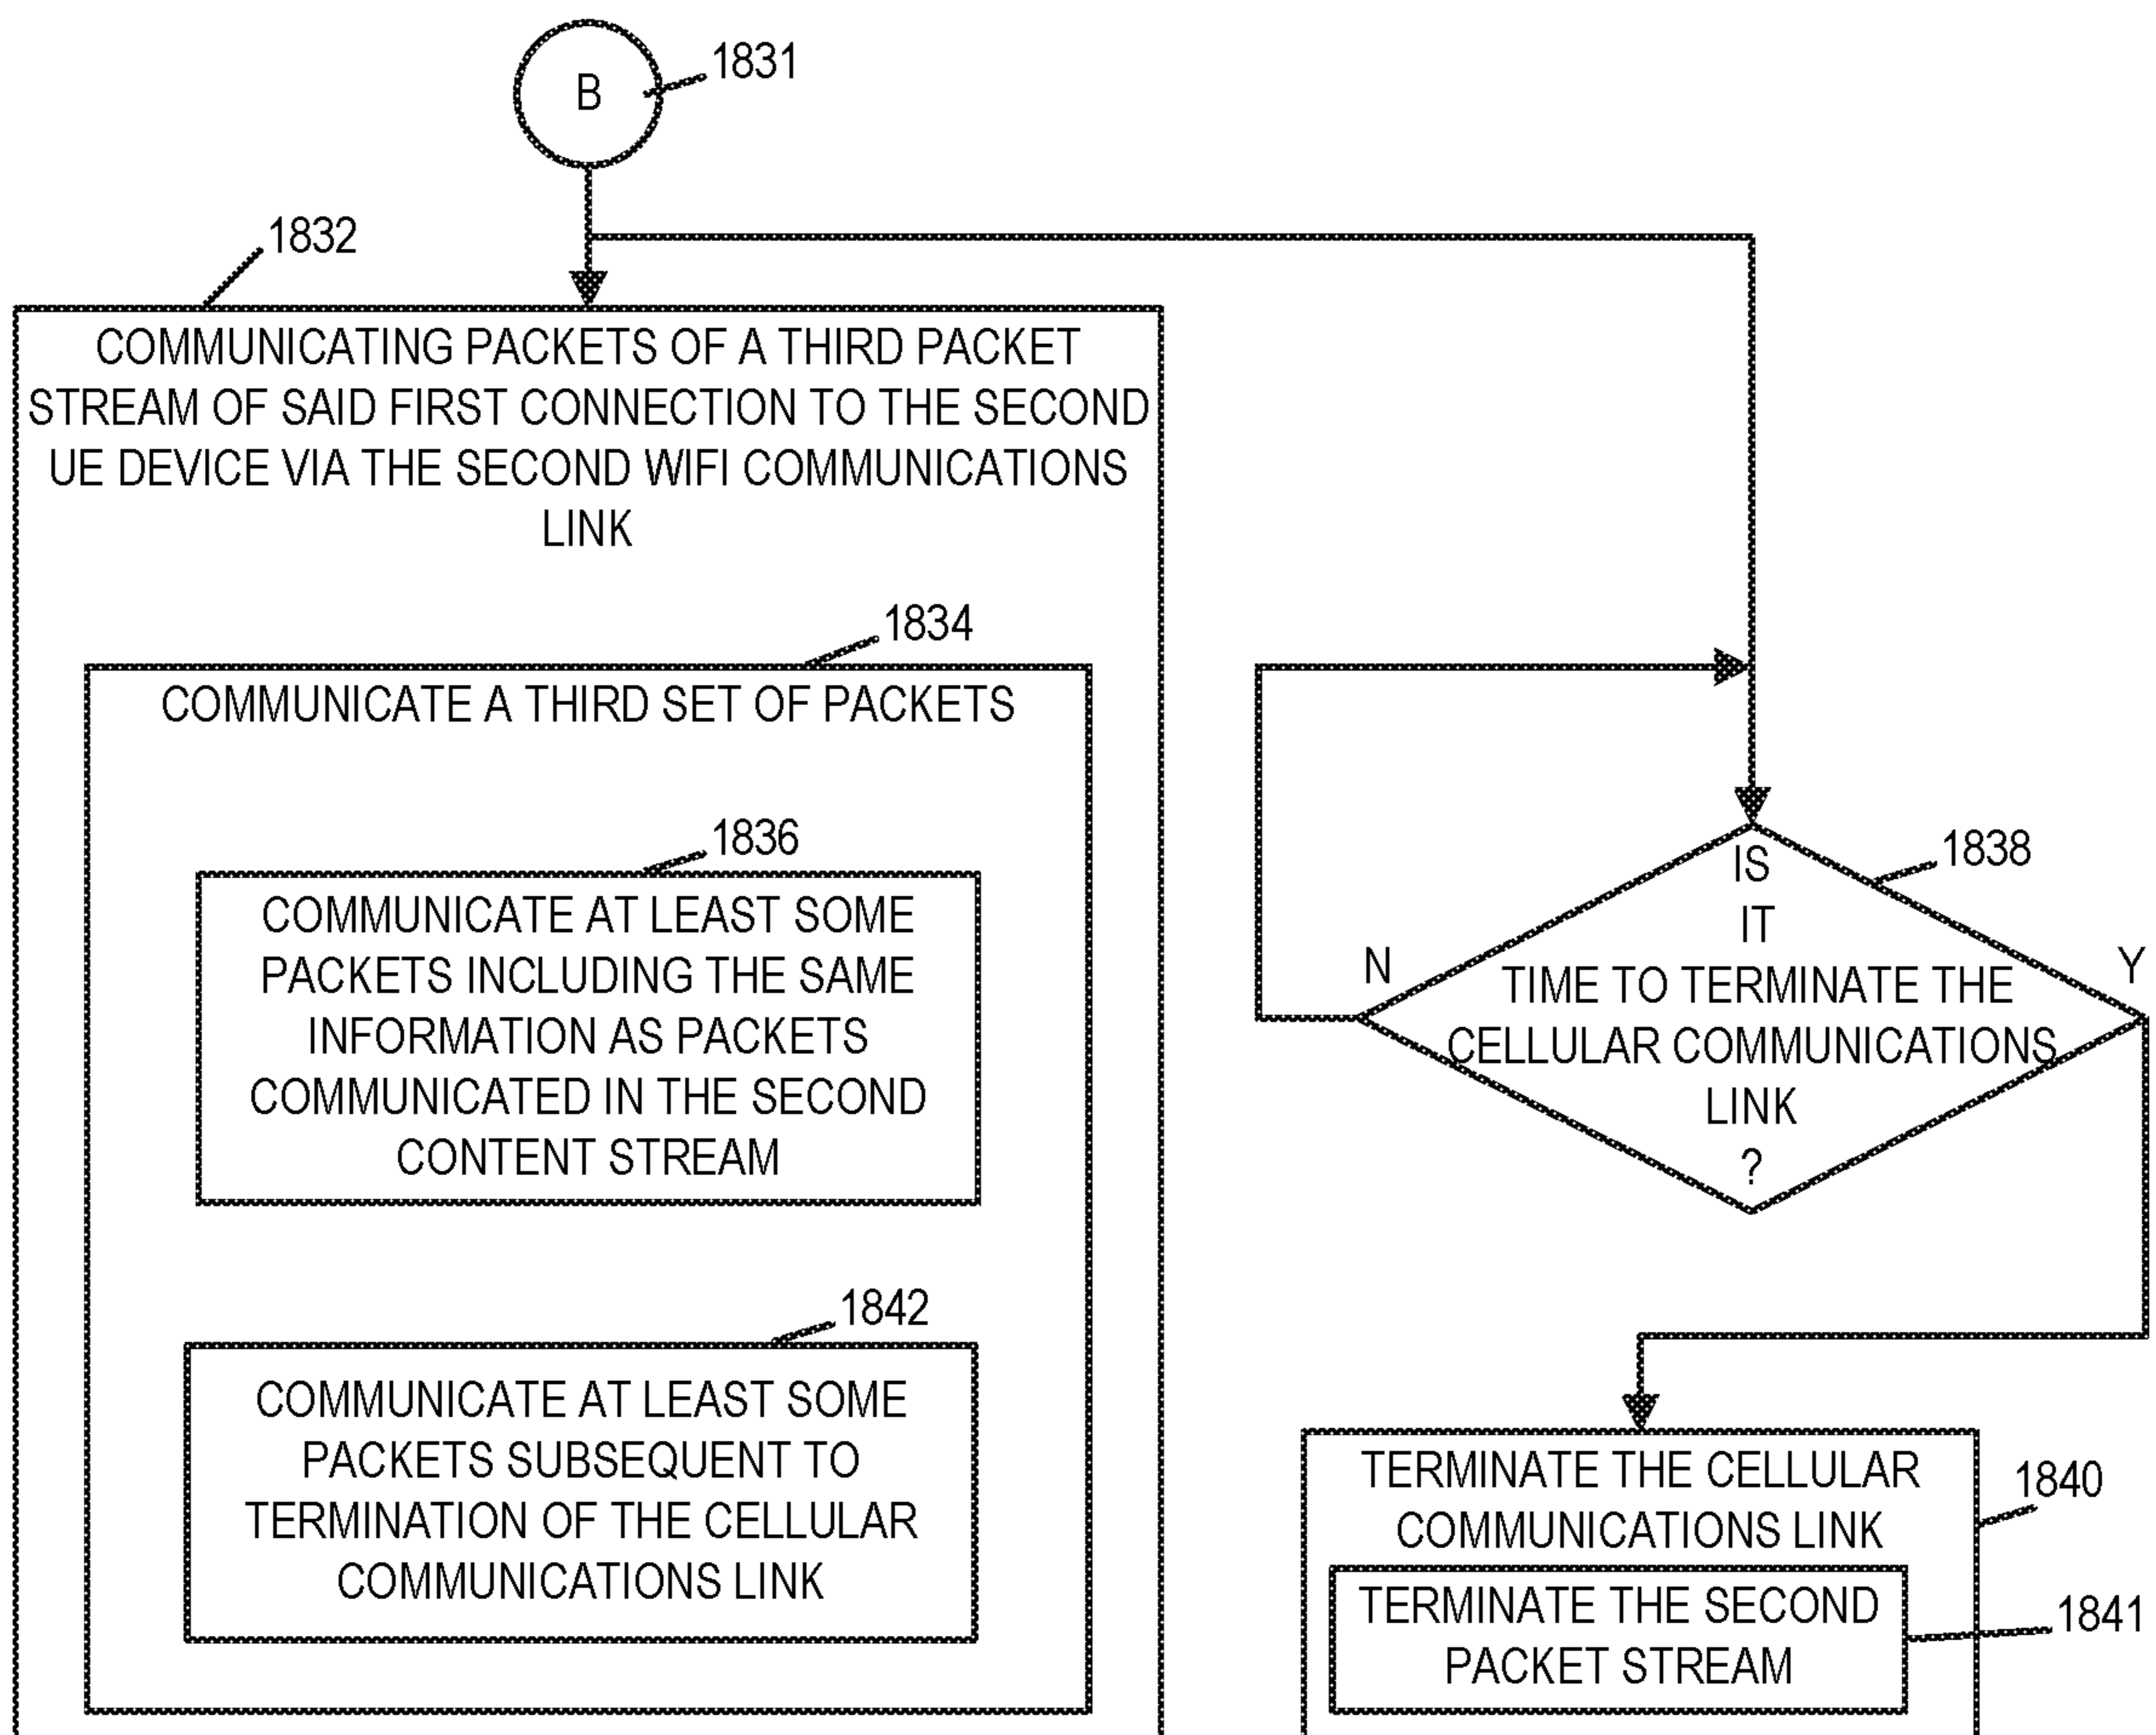 B
1831
1832
COMMUNICATING PACKETS OF A THIRD PACKET
STREAM OF SAID FIRST CONNECTION TO THE SECOND
UE DEVICE VIA THE SECOND WIFI COMMUNICATIONS
LINK
1834
COMMUNICATE A THIRD SET OF PACKETS
1836
COMMUNICATE AT LEAST SOME
PACKETS INCLUDING THE SAME
INFORMATION AS PACKETS
COMMUNICATED IN THE SECOND
CONTENT STREAM
1842
COMMUNICATE AT LEAST SOME
PACKETS SUBSEQUENT TO
TERMINATION OF THE CELLULAR
COMMUNICATIONS LINK
1838
IS
IT
TIME TO TERMINATE THE
CELLULAR COMMUNICATIONS
LINK
?
N
Y
TERMINATE THE CELLULAR
COMMUNICATIONS LINK
1840
TERMINATE THE SECOND
PACKET STREAM
1841